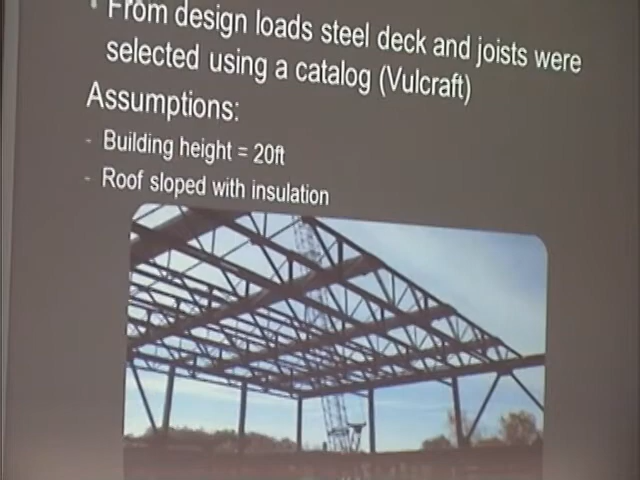 From design loads steel deck and joists were
selected using a catalog (Vulcraft)
Assumptions:
- Building height = 20ft
- Roof sloped with insulation